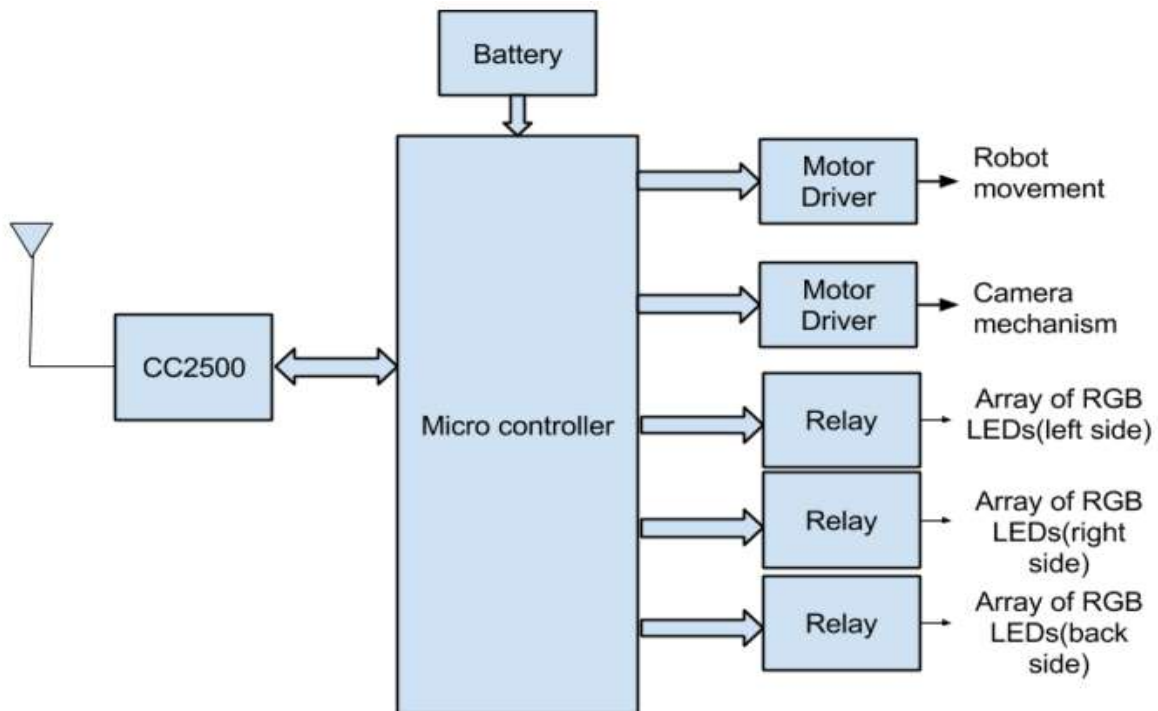 Battery
Motor
Driver
Robot
movement
Motor
Driver
Camera
mechanism
CC2500
Micro controller
Relay
Array of RGB
LEDs(left side)
Relay
Array of RGB
LEDs(right
side)
Relay
Array of RGB
LEDs(back
side)